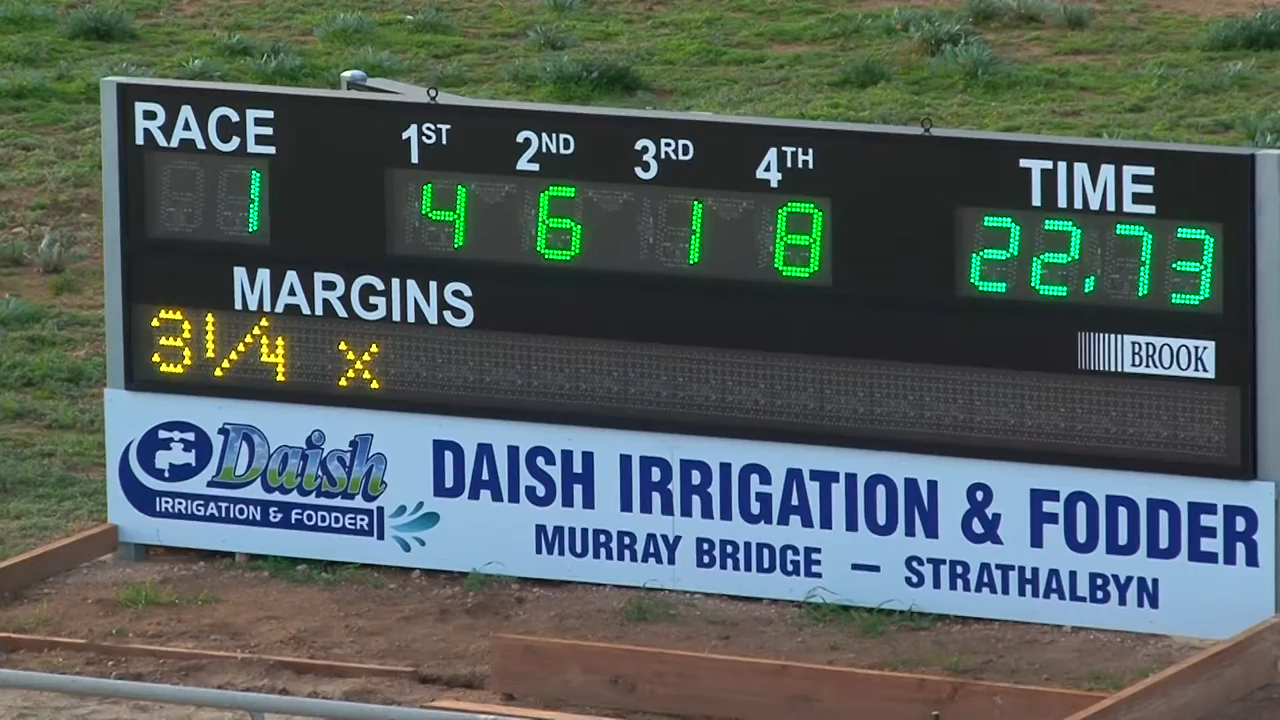 RACE 1ST 2ND 3RD 4TH TIME
1 4 6 1 8 22.73
MARGINS
3 1/4 x
BROOK
Daish
IRRIGATION & FODDER
DAISH IRRIGATION & FODDER
MURRAY BRIDGE — STRATHALBYN